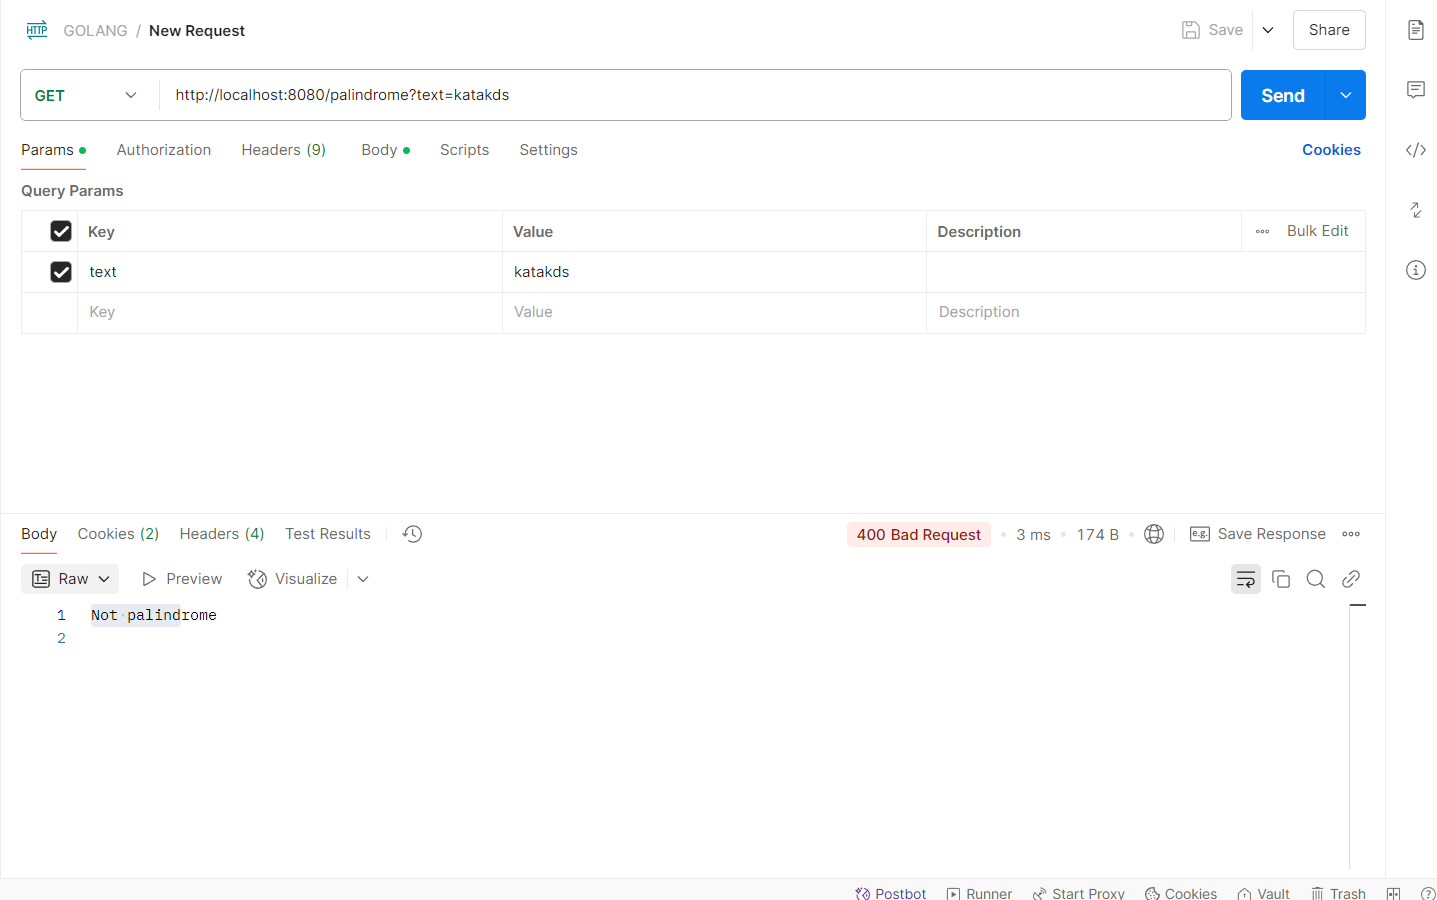 HTTP GOLANG / New Request Save Share
GET http://localhost:8080/palindrome?text=katakds Send
Params Authorization Headers (9) Body Scripts Settings Cookies
Query Params
Key Value Description Bulk Edit
text katakds
Key Value Description
Body Cookies (2) Headers (4) Test Results 400 Bad Request 3 ms 174 B e.g. Save Response
Raw Preview Visualize
1 Not palindrome
2
Postbot Runner Start Proxy Cookies Vault Trash